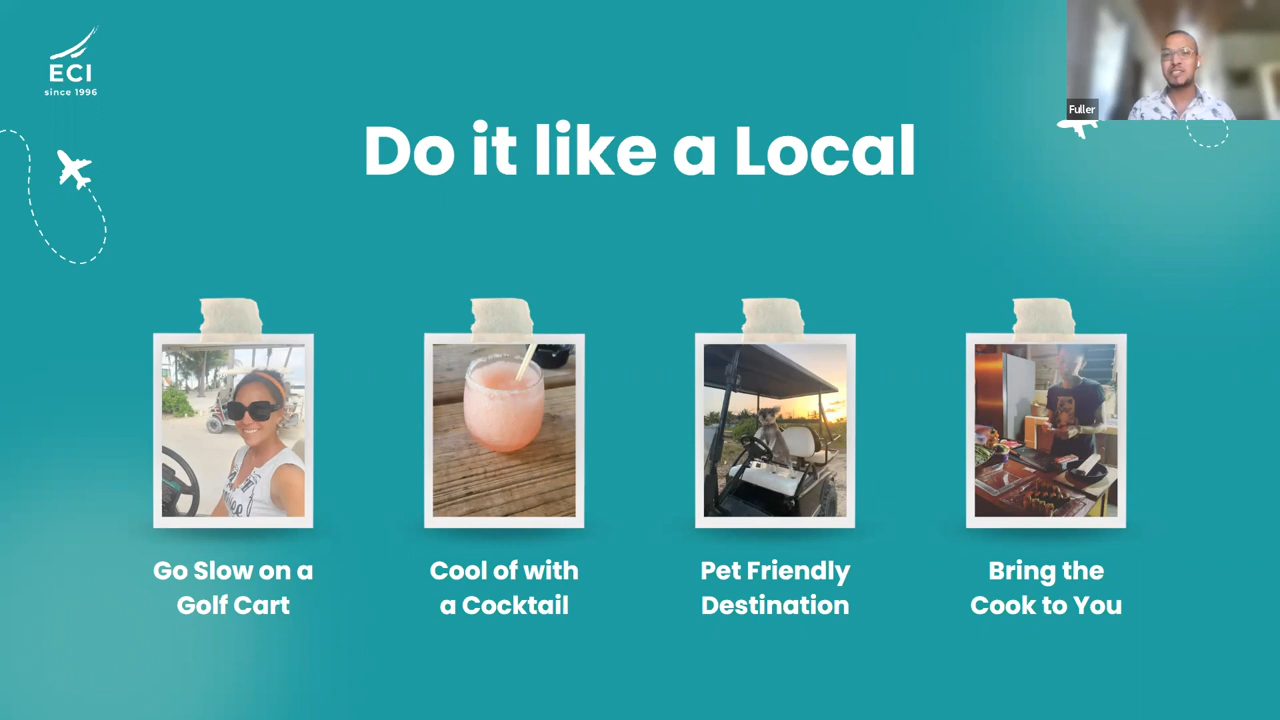 ECI
since 1996
Fuller
Do it like a Local
Go Slow on a
Golf Cart
Cool of with
a Cocktail
Pet Friendly
Destination
Bring the
Cook to You